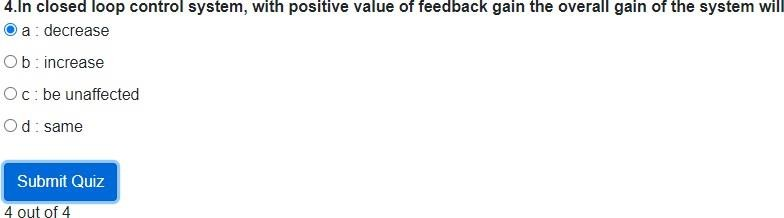 4.In closed loop control system, with positive value of feedback gain the overall gain of the system will
a : decrease
b : increase
c : be unaffected
d : same
Submit Quiz
4 out of 4